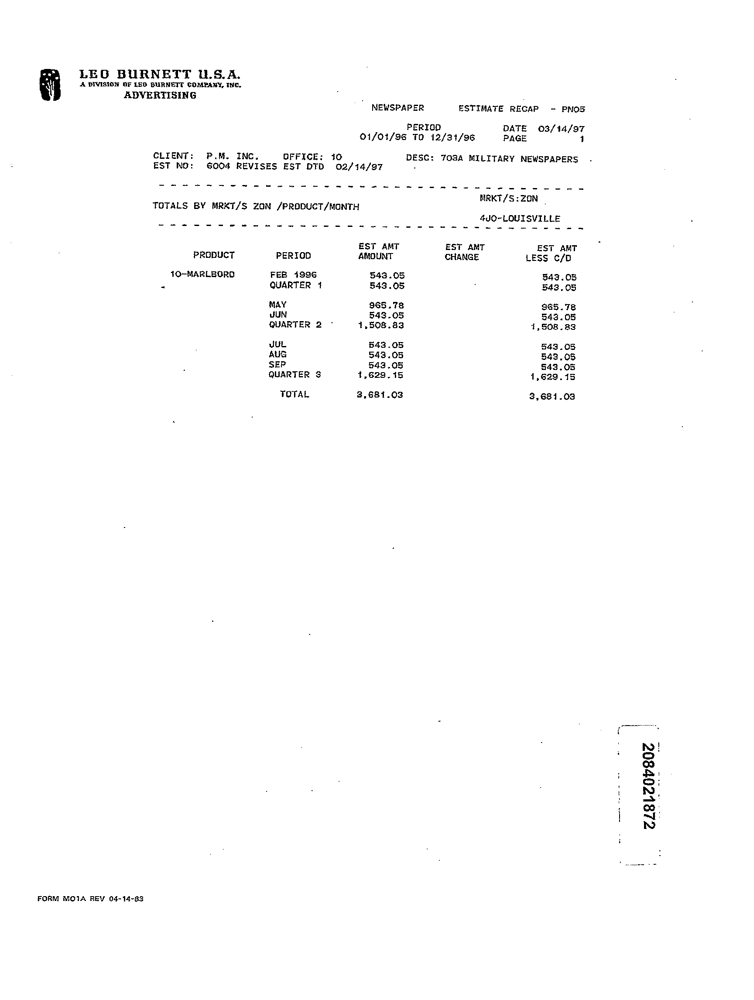 LEO BURNETT U.S.A.
A DIVISION OF LEO BURNETT COMPANY, INC.
ADVERTISING
NEWSPAPER ESTIMATE RECAP - PN05
PERIOD DATE 03/14/97
01/01/96 TO 12/31/96 PAGE 1
CLIENT: P.M. INC. OFFICE: 10 DESC: 703A MILITARY NEWSPAPERS
EST NO: 6004 REVISES EST DTD 02/14/97
MRKT/S:ZON
TOTALS BY MRKT/S ZON /PRODUCT/MONTH
4J0-LOUISVILLE
EST AMT EST AMT EST AMT
PRODUCT PERIOD AMOUNT CHANGE LESS C/D
10-MARLBORO FEB 1996 543.05 543.05
QUARTER 1 543.05 543.05
MAY 965.78 965.78
JUN 543.05 543.05
QUARTER 2 1,508.83 1,508.83
JUL 543.05 543.05
AUG 543.05 543.05
SEP 543.05 543.05
QUARTER 3 1,629.15 1,629.15
TOTAL 3,681.03 3,681.03
2084021872
FORM MO1A REV 04-14-83